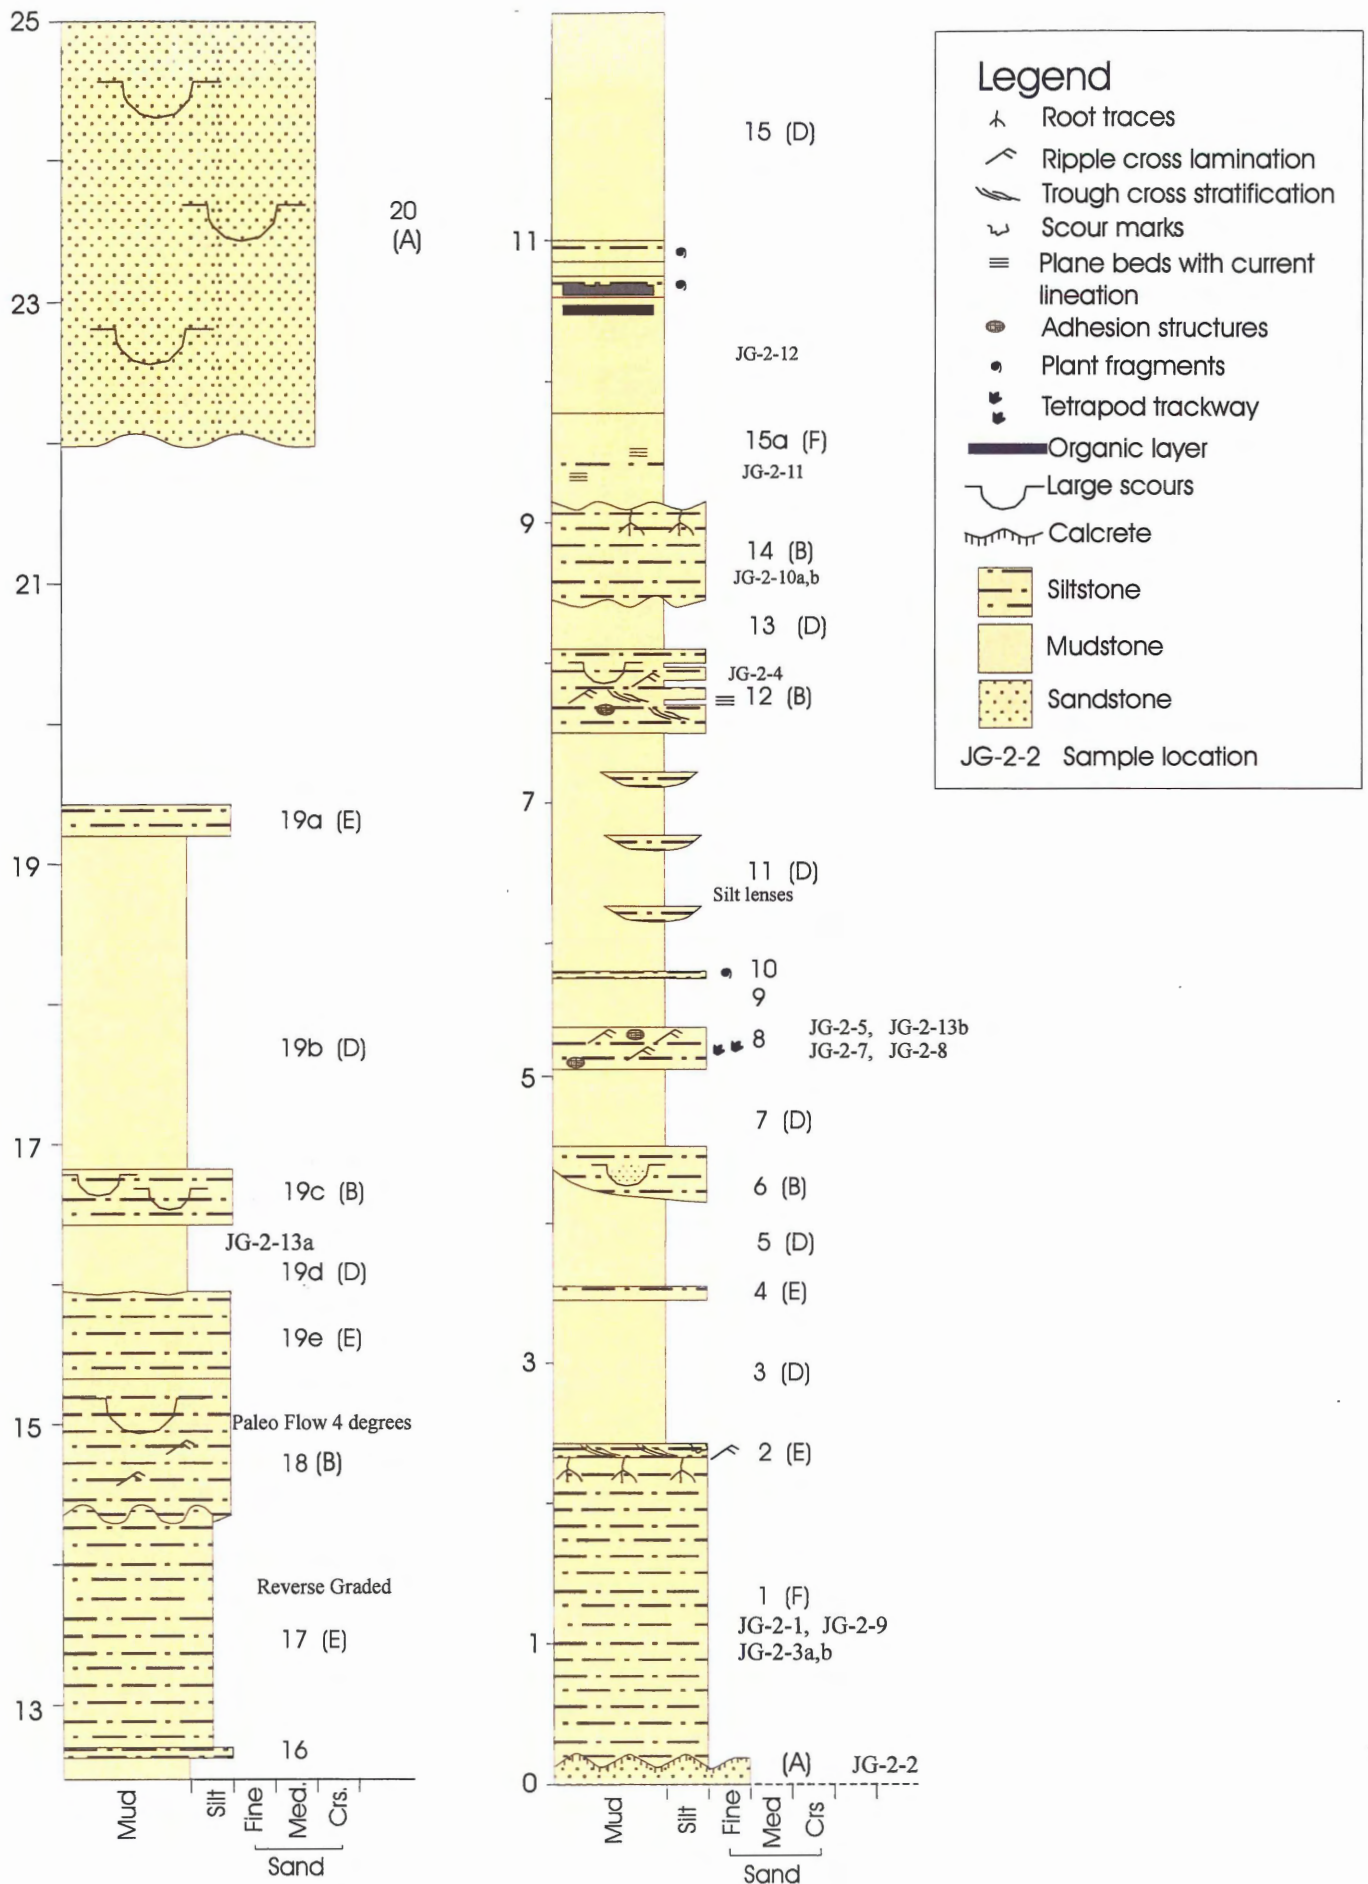 25
23
21
19
17
15
13
20
(A)
19a (E)
19b (D)
19c (B)
JG-2-13a
19d (D)
19e (E)
Paleo Flow 4 degrees
18 (B)
Reverse Graded
17 (E)
16
Mud
Silt
Fine
Med.
Crs.
Sand
11
9
7
5
3
1
0
15 (D)
JG-2-12
15a (F)
JG-2-11
14 (B)
JG-2-10a,b
13 (D)
JG-2-4
12 (B)
11 (D)
Silt lenses
10
9
8
JG-2-5, JG-2-13b
JG-2-7, JG-2-8
7 (D)
6 (B)
5 (D)
4 (E)
3 (D)
2 (E)
1 (F)
JG-2-1, JG-2-9
JG-2-3a,b
(A) JG-2-2
Mud
Silt
Fine
Med
Crs
Sand
Legend
Root traces
Ripple cross lamination
Trough cross stratification
Scour marks
Plane beds with current
lineation
Adhesion structures
Plant fragments
Tetrapod trackway
Organic layer
Large scours
Calcrete
Siltstone
Mudstone
Sandstone
JG-2-2 Sample location